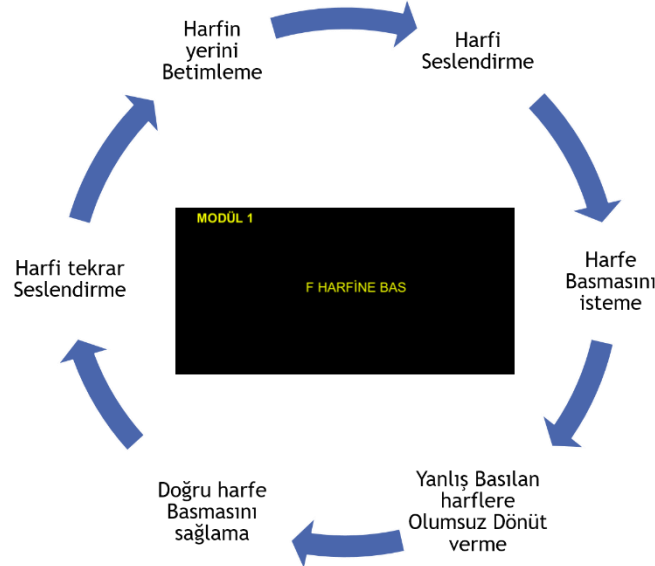 Harfin
yerini
Betimleme
Harfi
Seslendirme
Harfe
Basmasını
isteme
Yanlış Basılan
harflere
Olumsuz Dönüt
verme
Doğru harfe
Basmasını
sağlama
Harfi tekrar
Seslendirme
MODÜL 1
F HARFİNE BAS